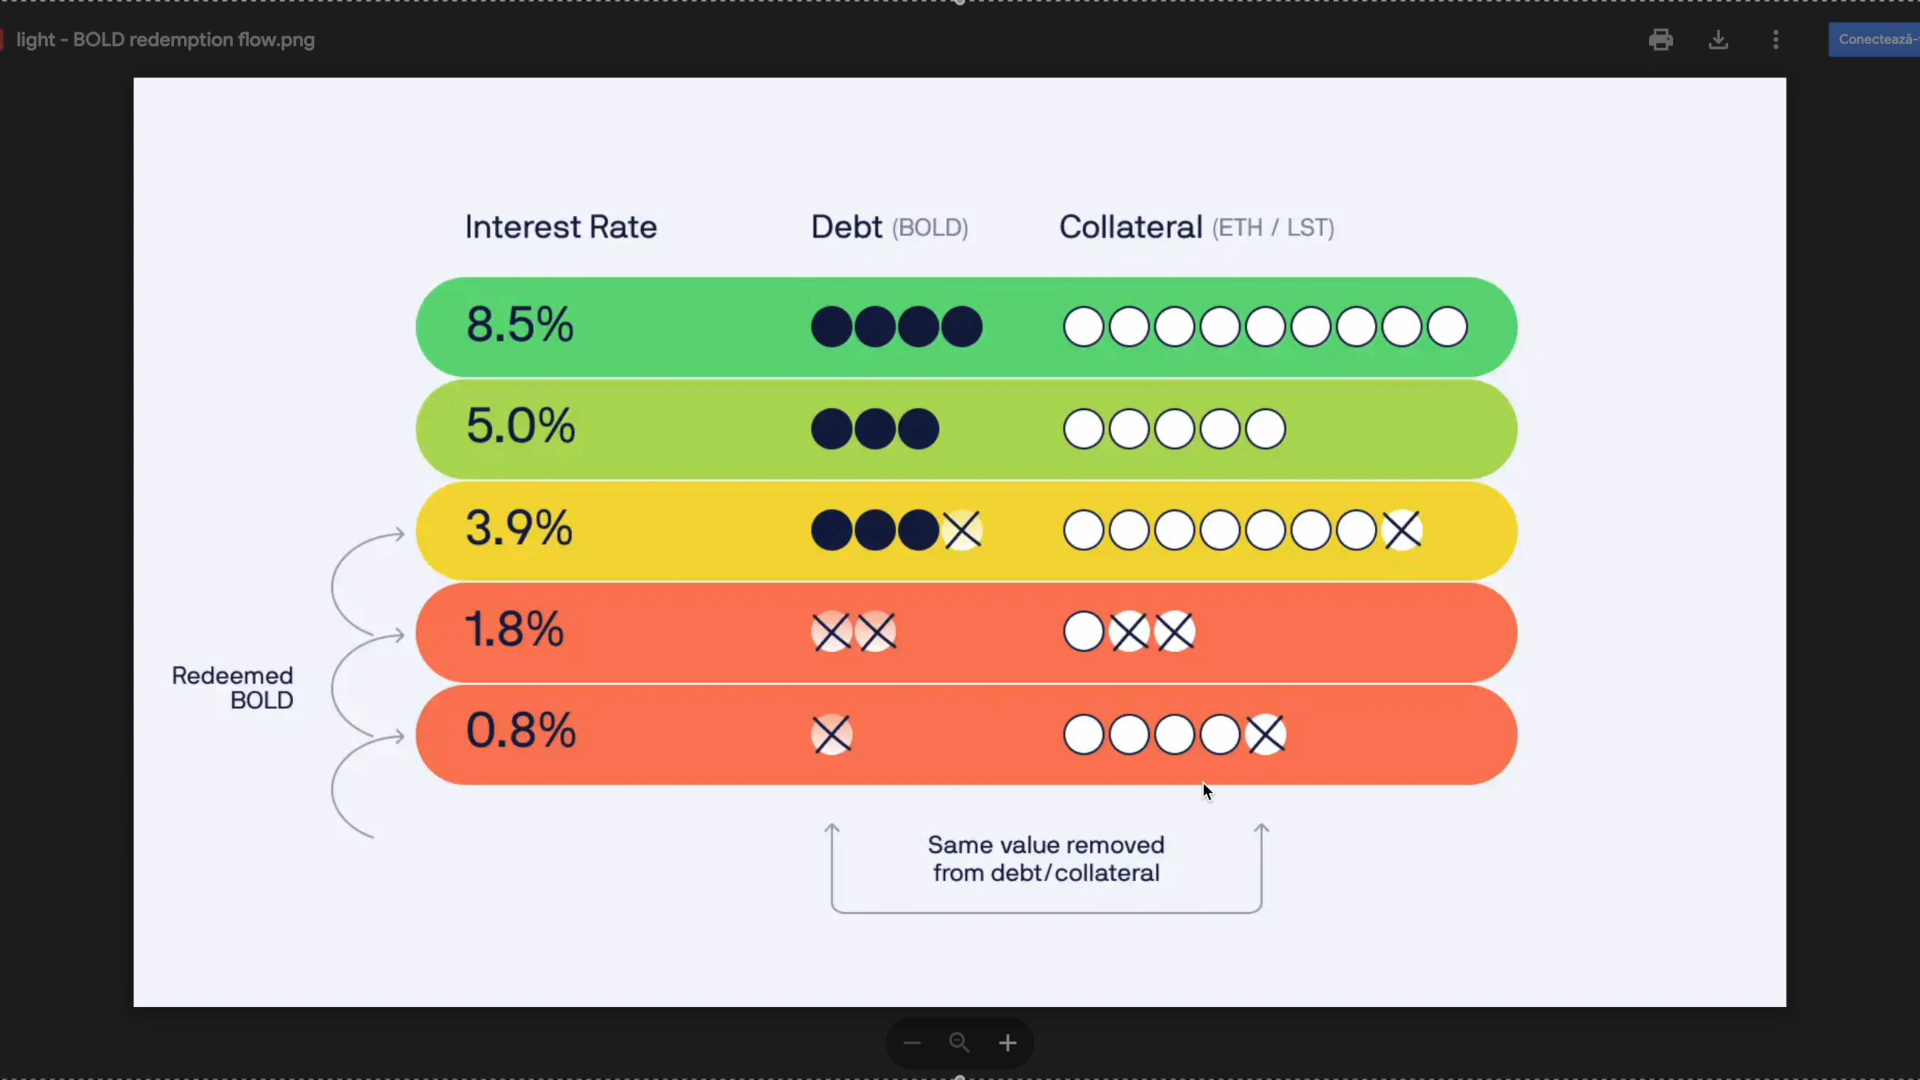 light - BOLD redemption flow.png
Conectează-
Interest Rate
Debt (BOLD)
Collateral (ETH / LST)
8.5%
5.0%
3.9%
1.8%
0.8%
Redeemed
BOLD
Same value removed
from debt/collateral